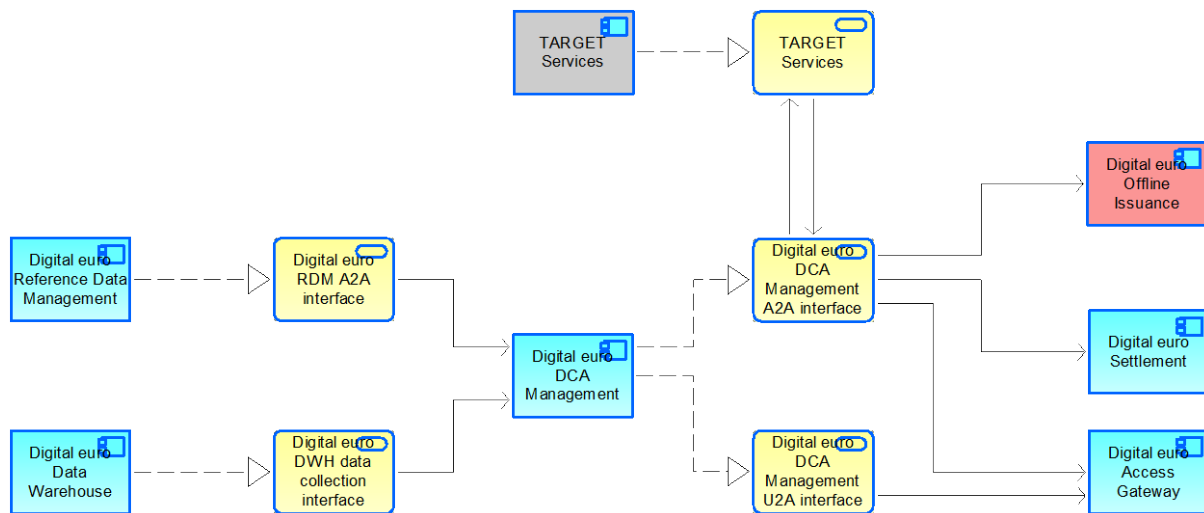 TARGET
Services
TARGET
Services
Digital euro
Offline
Issuance
Digital euro
Reference Data
Management
Digital euro
RDM A2A
interface
Digital euro
DCA
Management
A2A interface
Digital euro
DCA
Management
Digital euro
Settlement
Digital euro
Data
Warehouse
Digital euro
DWH data
collection
interface
Digital euro
DCA
Management
U2A interface
Digital euro
Access
Gateway